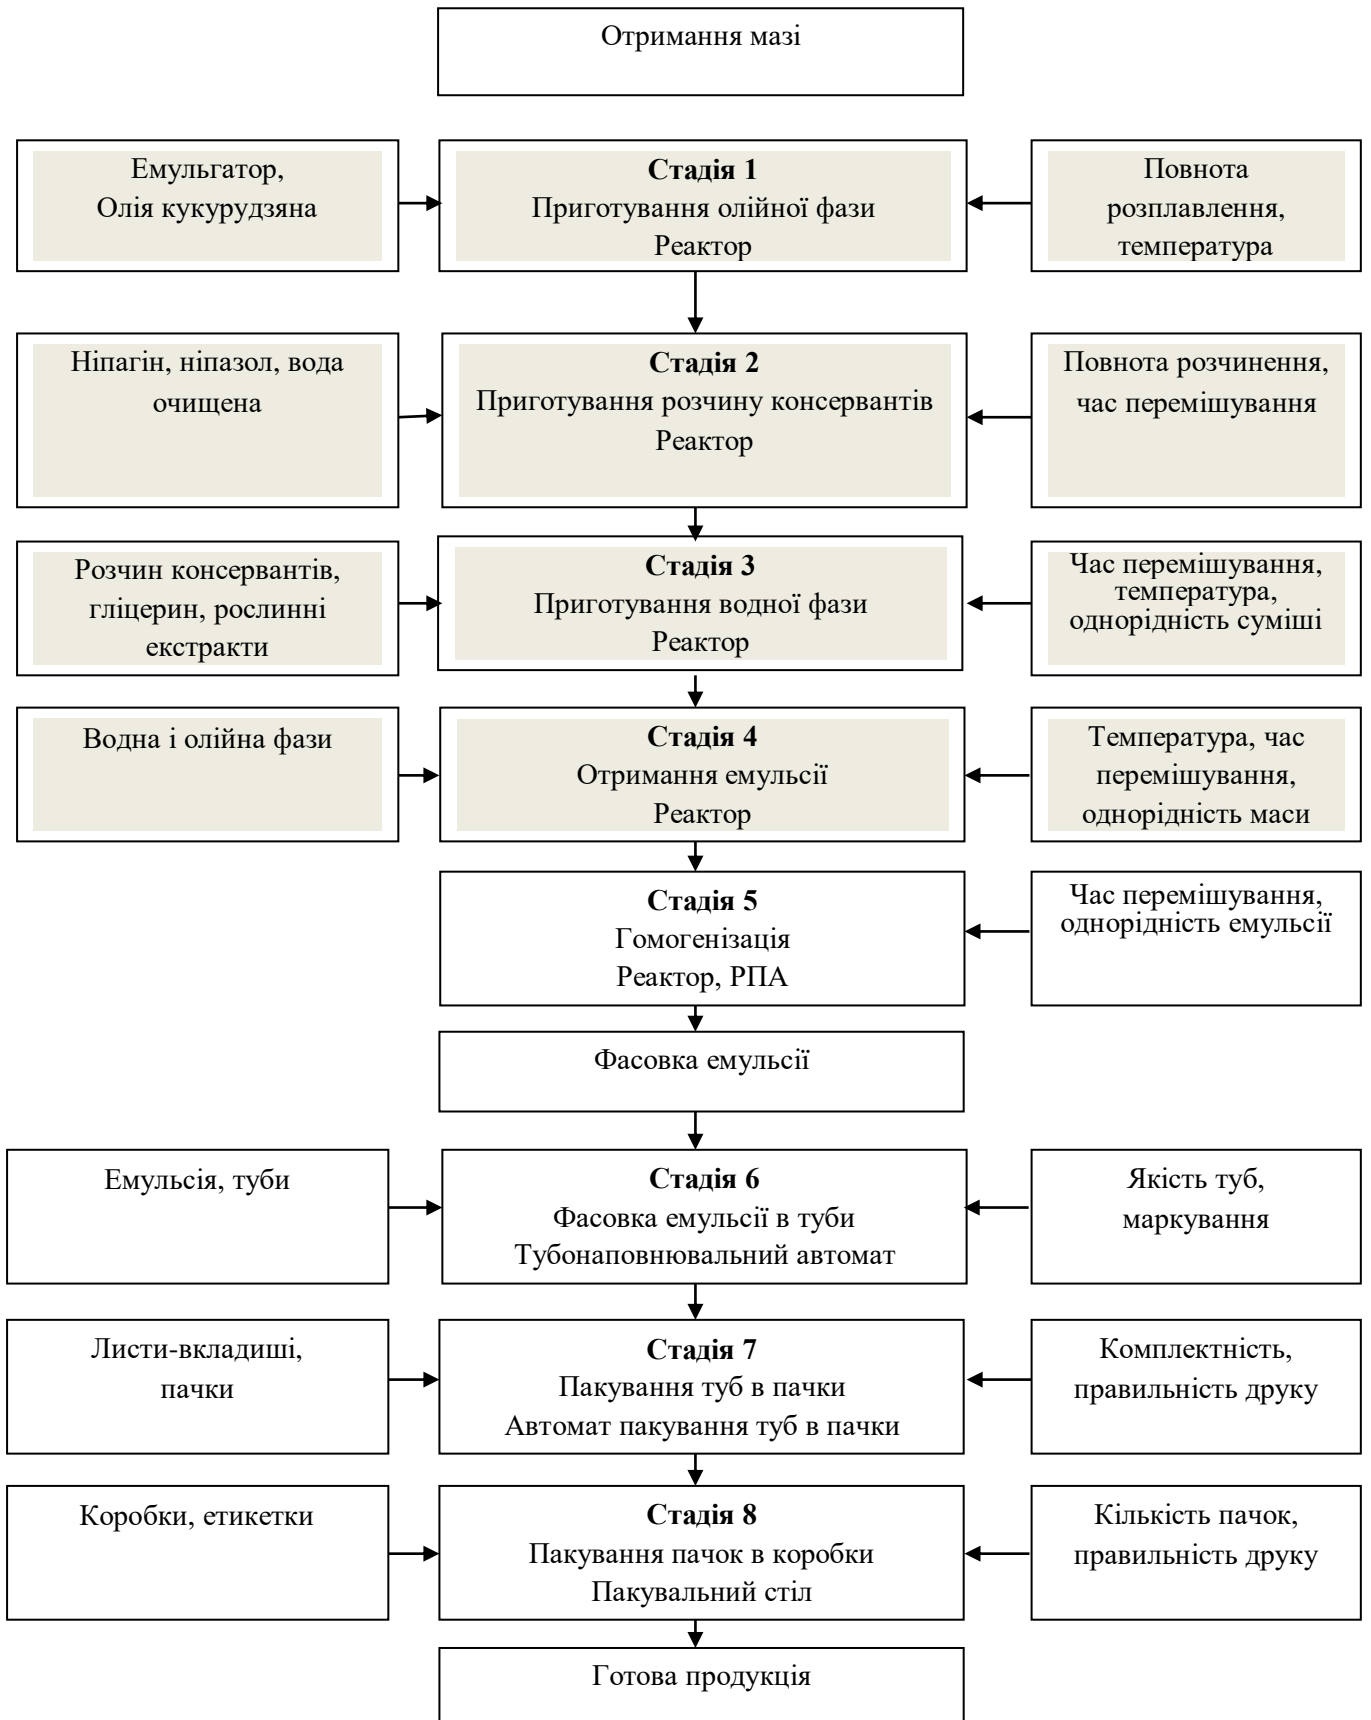 Отримання мазі
Емульгатор,
Олія кукурудзяна
Стадія 1
Приготування олійної фази
Реактор
Повнота
розплавлення,
температура
Ніпагін, ніпазол, вода
очищена
Стадія 2
Приготування розчину консервантів
Реактор
Повнота розчинення,
час перемішування
Розчин консервантів,
гліцерин, рослинні
екстракти
Стадія 3
Приготування водної фази
Реактор
Час перемішування,
температура,
однорідність суміші
Водна і олійна фази
Стадія 4
Отримання емульсії
Реактор
Температура, час
перемішування,
однорідність маси
Стадія 5
Гомогенізація
Реактор, РПА
Час перемішування,
однорідність емульсії
Фасовка емульсії
Емульсія, туби
Стадія 6
Фасовка емульсії в туби
Тубонаповнювальний автомат
Якість туб,
маркування
Листи-вкладиші,
пачки
Стадія 7
Пакування туб в пачки
Автомат пакування туб в пачки
Комплектність,
правильність друку
Коробки, етикетки
Стадія 8
Пакування пачок в коробки
Пакувальний стіл
Кількість пачок,
правильність друку
Готова продукція